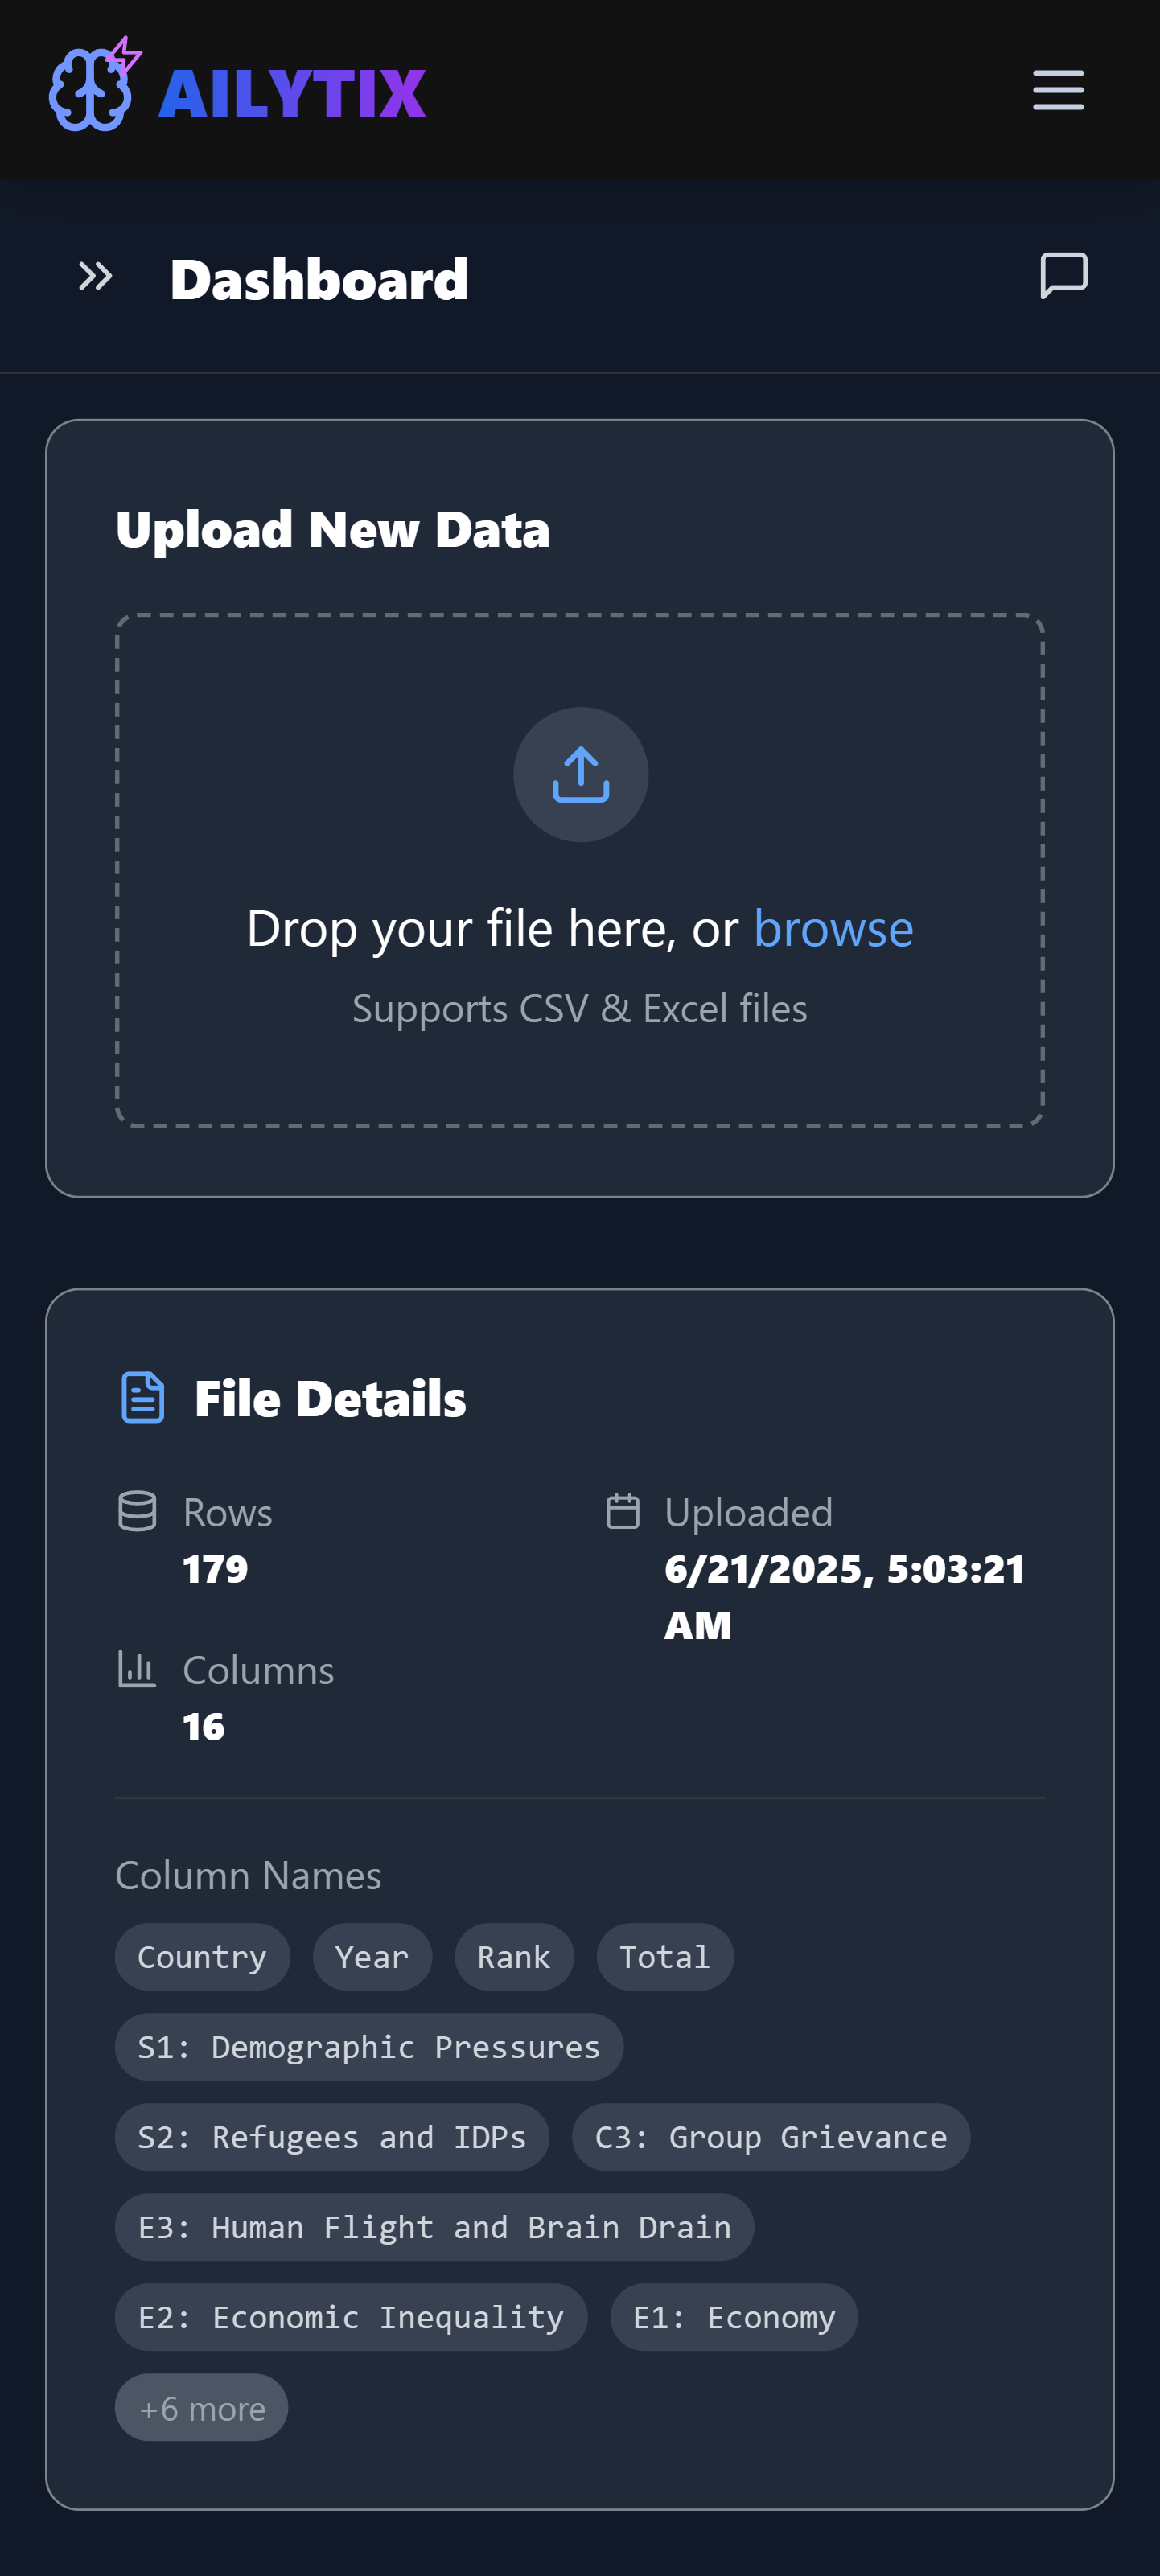 AILYTIX
Dashboard
Upload New Data
Drop your file here, or browse
Supports CSV & Excel files
File Details
Rows
179
Uploaded
6/21/2025, 5:03:21
AM
Columns
16
Column Names
Country Year Rank Total
S1: Demographic Pressures
S2: Refugees and IDPs C3: Group Grievance
E3: Human Flight and Brain Drain
E2: Economic Inequality E1: Economy
+6 more